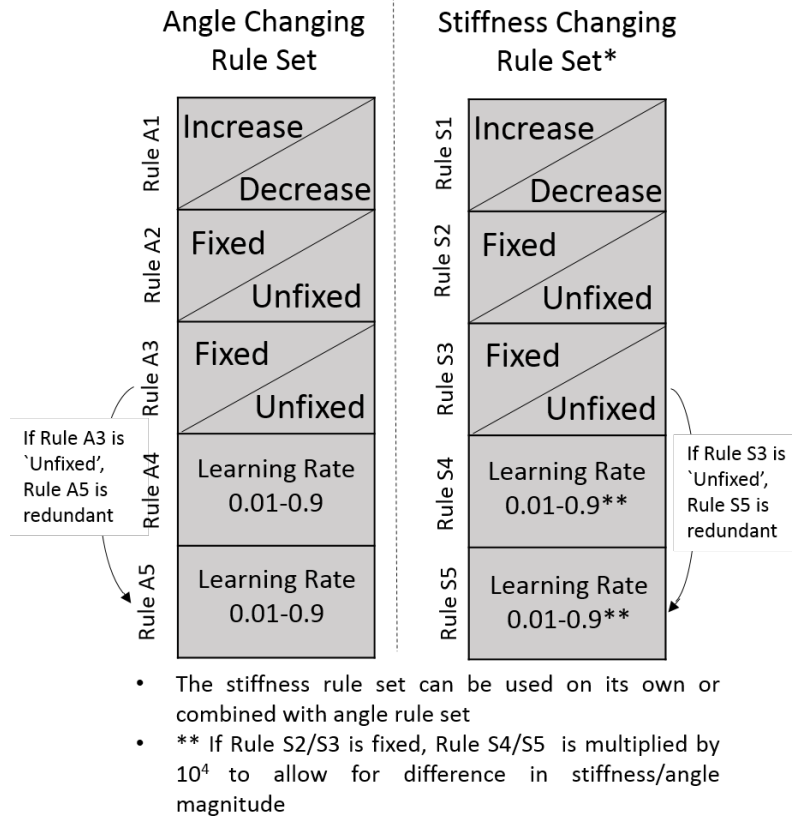 Angle Changing
Rule Set
Rule A1
Increase
Decrease
Rule A2
Fixed
Unfixed
Rule A3
Fixed
Unfixed
If Rule A3 is
`Unfixed’,
Rule A5 is
redundant
Rule A4
Learning Rate
0.01-0.9
Rule A5
Learning Rate
0.01-0.9
Stiffness Changing
Rule Set*
Rule S1
Increase
Decrease
Rule S2
Fixed
Unfixed
Rule S3
Fixed
Unfixed
If Rule S3 is
`Unfixed’,
Rule S5 is
redundant
Rule S4
Learning Rate
0.01-0.9**
Rule S5
Learning Rate
0.01-0.9**
• The stiffness rule set can be used on its own or
combined with angle rule set
• ** If Rule S2/S3 is fixed, Rule S4/S5 is multiplied by
10⁴ to allow for difference in stiffness/angle
magnitude